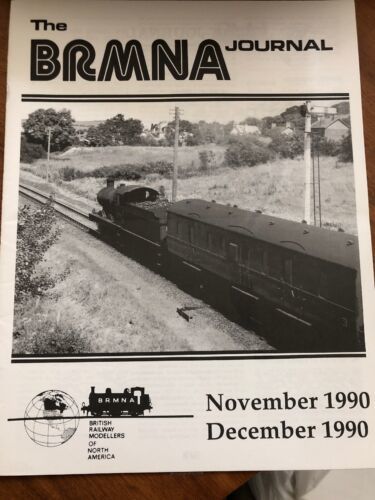 The
BRMNA JOURNAL
BRMNA
BRITISH
RAILWAY
MODELLERS
OF
NORTH
AMERICA
November 1990
December 1990